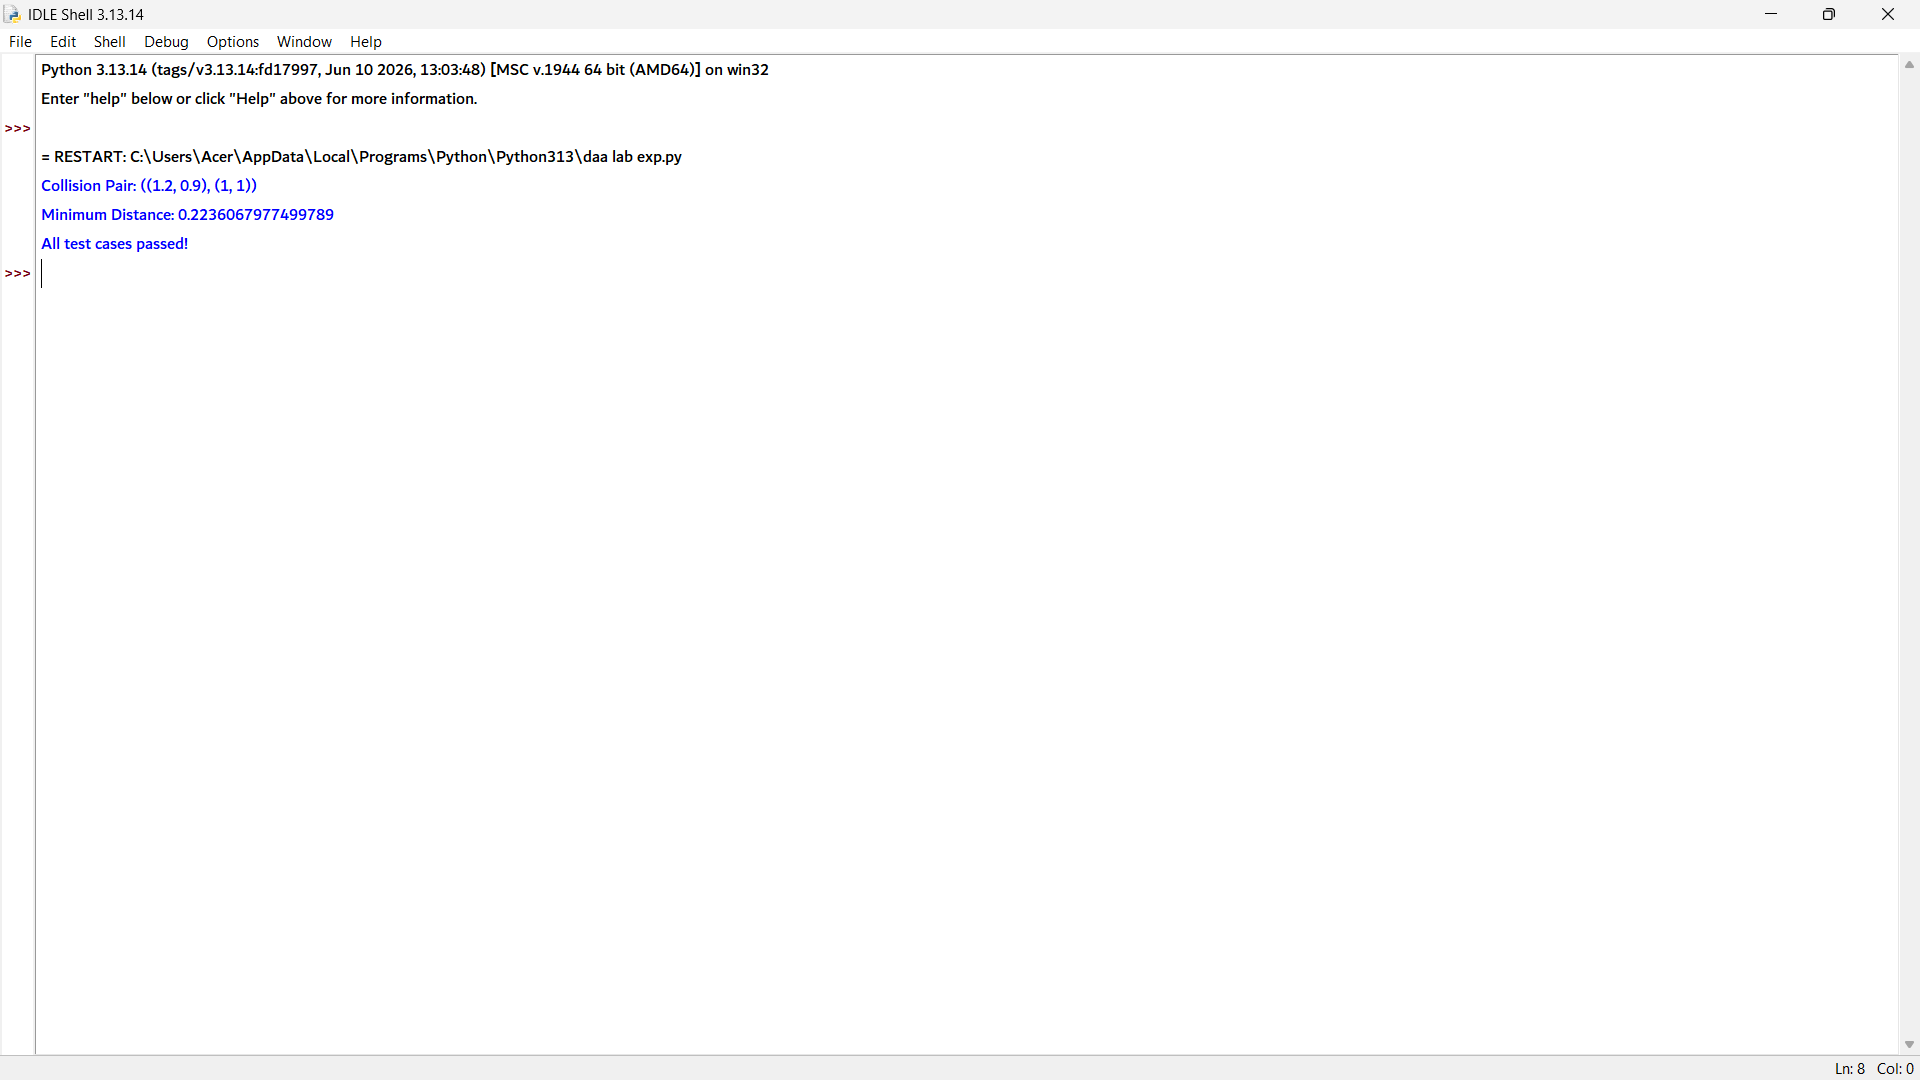 IDLE Shell 3.13.14
File Edit Shell Debug Options Window Help
Python 3.13.14 (tags/v3.13.14:fd17997, Jun 10 2026, 13:03:48) [MSC v.1944 64 bit (AMD64)] on win32
Enter "help" below or click "Help" above for more information.
>>>
= RESTART: C:\Users\Acer\AppData\Local\Programs\Python\Python313\daa lab exp.py
Collision Pair: ((1.2, 0.9), (1, 1))
Minimum Distance: 0.2236067977499789
All test cases passed!
>>>
Ln: 8 Col: 0